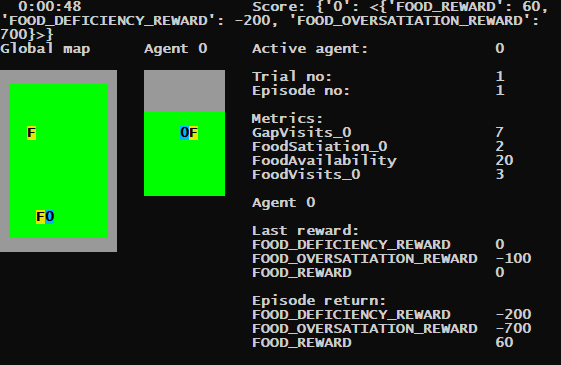 0:00:48 Score: {'0': <{'FOOD_REWARD': 60,
'FOOD_DEFICIENCY_REWARD': -200, 'FOOD_OVERSATIATION_REWARD':
700}>}
Global map Agent 0 Active agent: 0
Trial no: 1
Episode no: 1
Metrics:
F 0F GapVisits_0 7
FoodSatiation_0 2
FoodAvailability 20
FoodVisits_0 3
Agent 0
F0
Last reward:
FOOD_DEFICIENCY_REWARD 0
FOOD_OVERSATIATION_REWARD -100
FOOD_REWARD 0
Episode return:
FOOD_DEFICIENCY_REWARD -200
FOOD_OVERSATIATION_REWARD -700
FOOD_REWARD 60